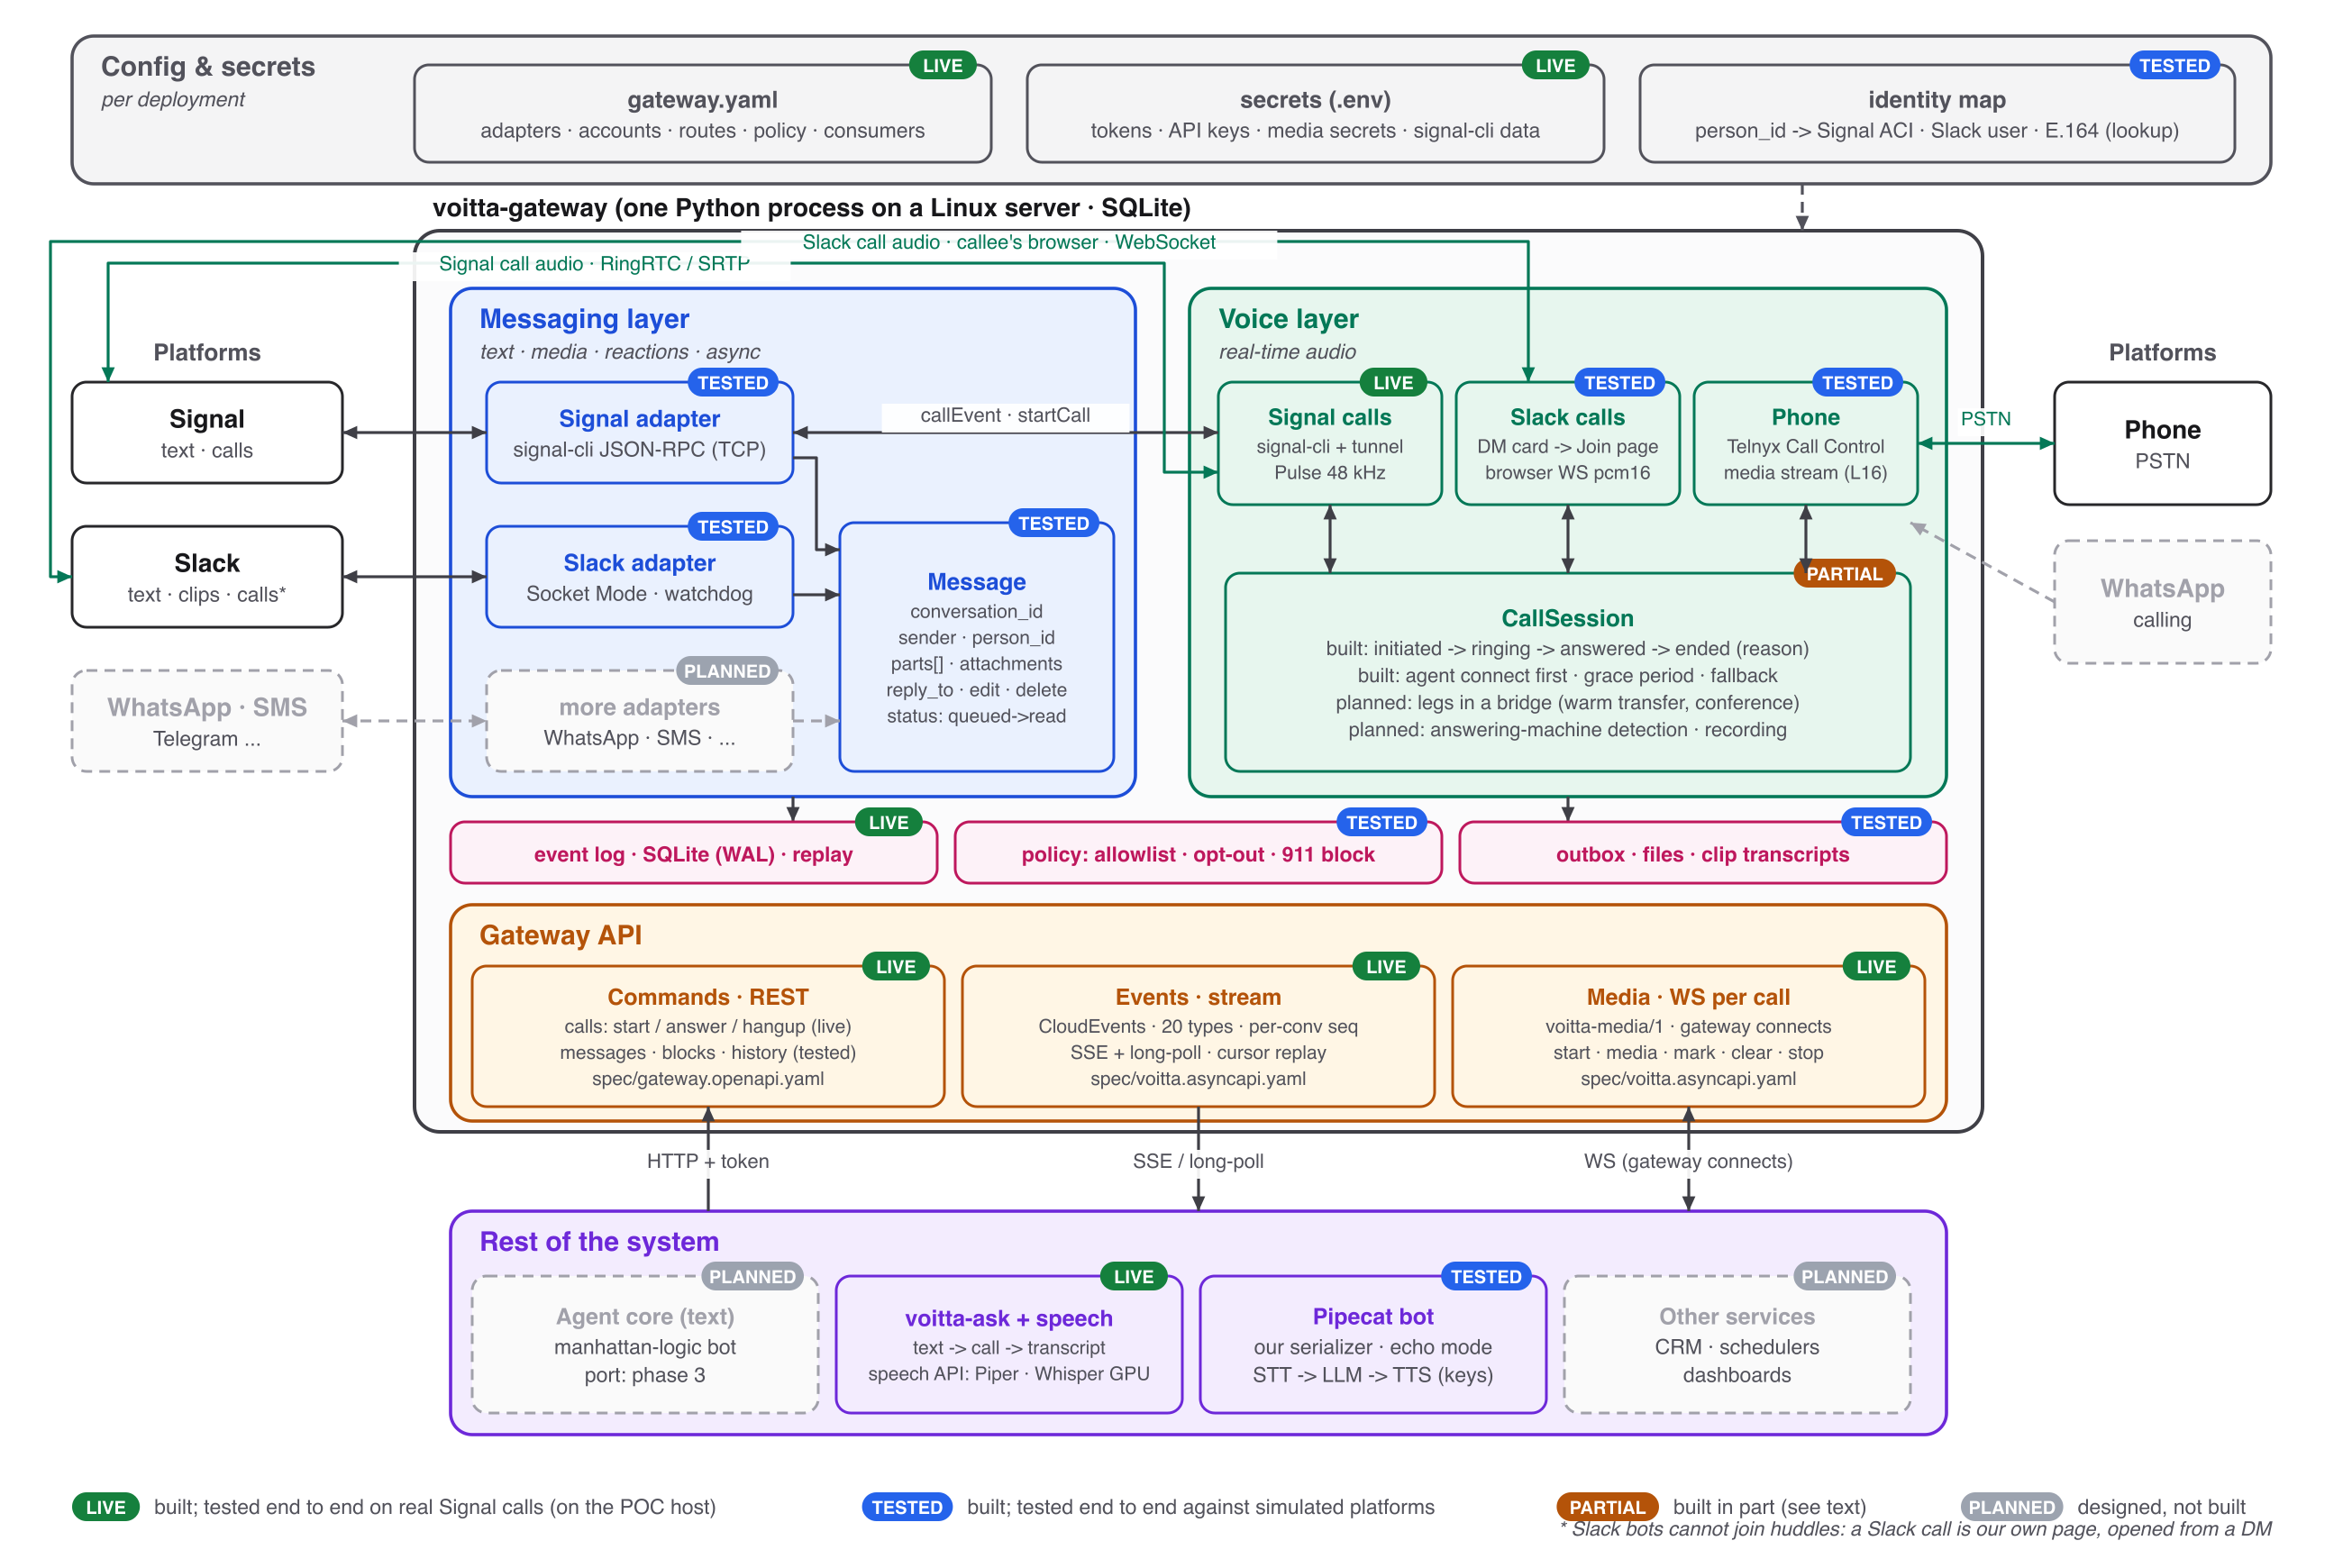 Config & secrets
per deployment
LIVE
gateway.yaml
adapters · accounts · routes · policy · consumers
LIVE
secrets (.env)
tokens · API keys · media secrets · signal-cli data
TESTED
identity map
person_id -> Signal ACI · Slack user · E.164 (lookup)
voitta-gateway (one Python process on a Linux server · SQLite)
Slack call audio · callee's browser · WebSocket
Signal call audio · RingRTC / SRTP
Platforms
Signal
text · calls
Slack
text · clips · calls*
WhatsApp · SMS
Telegram ...
Messaging layer
text · media · reactions · async
TESTED
Signal adapter
signal-cli JSON-RPC (TCP)
TESTED
Slack adapter
Socket Mode · watchdog
PLANNED
more adapters
WhatsApp · SMS · ...
TESTED
Message
conversation_id
sender · person_id
parts[] · attachments
reply_to · edit · delete
status: queued->read
callEvent · startCall
Voice layer
real-time audio
LIVE
Signal calls
signal-cli + tunnel
Pulse 48 kHz
TESTED
Slack calls
DM card -> Join page
browser WS pcm16
TESTED
Phone
Telnyx Call Control
media stream (L16)
PARTIAL
CallSession
built: initiated -> ringing -> answered -> ended (reason)
built: agent connect first · grace period · fallback
planned: legs in a bridge (warm transfer, conference)
planned: answering-machine detection · recording
PSTN
Platforms
Phone
PSTN
WhatsApp
calling
LIVE
event log · SQLite (WAL) · replay
TESTED
policy: allowlist · opt-out · 911 block
TESTED
outbox · files · clip transcripts
Gateway API
LIVE
Commands · REST
calls: start / answer / hangup (live)
messages · blocks · history (tested)
spec/gateway.openapi.yaml
LIVE
Events · stream
CloudEvents · 20 types · per-conv seq
SSE + long-poll · cursor replay
spec/voitta.asyncapi.yaml
LIVE
Media · WS per call
voitta-media/1 · gateway connects
start · media · mark · clear · stop
spec/voitta.asyncapi.yaml
HTTP + token
SSE / long-poll
WS (gateway connects)
Rest of the system
PLANNED
Agent core (text)
manhattan-logic bot
port: phase 3
LIVE
voitta-ask + speech
text -> call -> transcript
speech API: Piper · Whisper GPU
TESTED
Pipecat bot
our serializer · echo mode
STT -> LLM -> TTS (keys)
PLANNED
Other services
CRM · schedulers
dashboards
LIVE built; tested end to end on real Signal calls (on the POC host)
TESTED built; tested end to end against simulated platforms
PARTIAL built in part (see text)
PLANNED designed, not built
* Slack bots cannot join huddles: a Slack call is our own page, opened from a DM